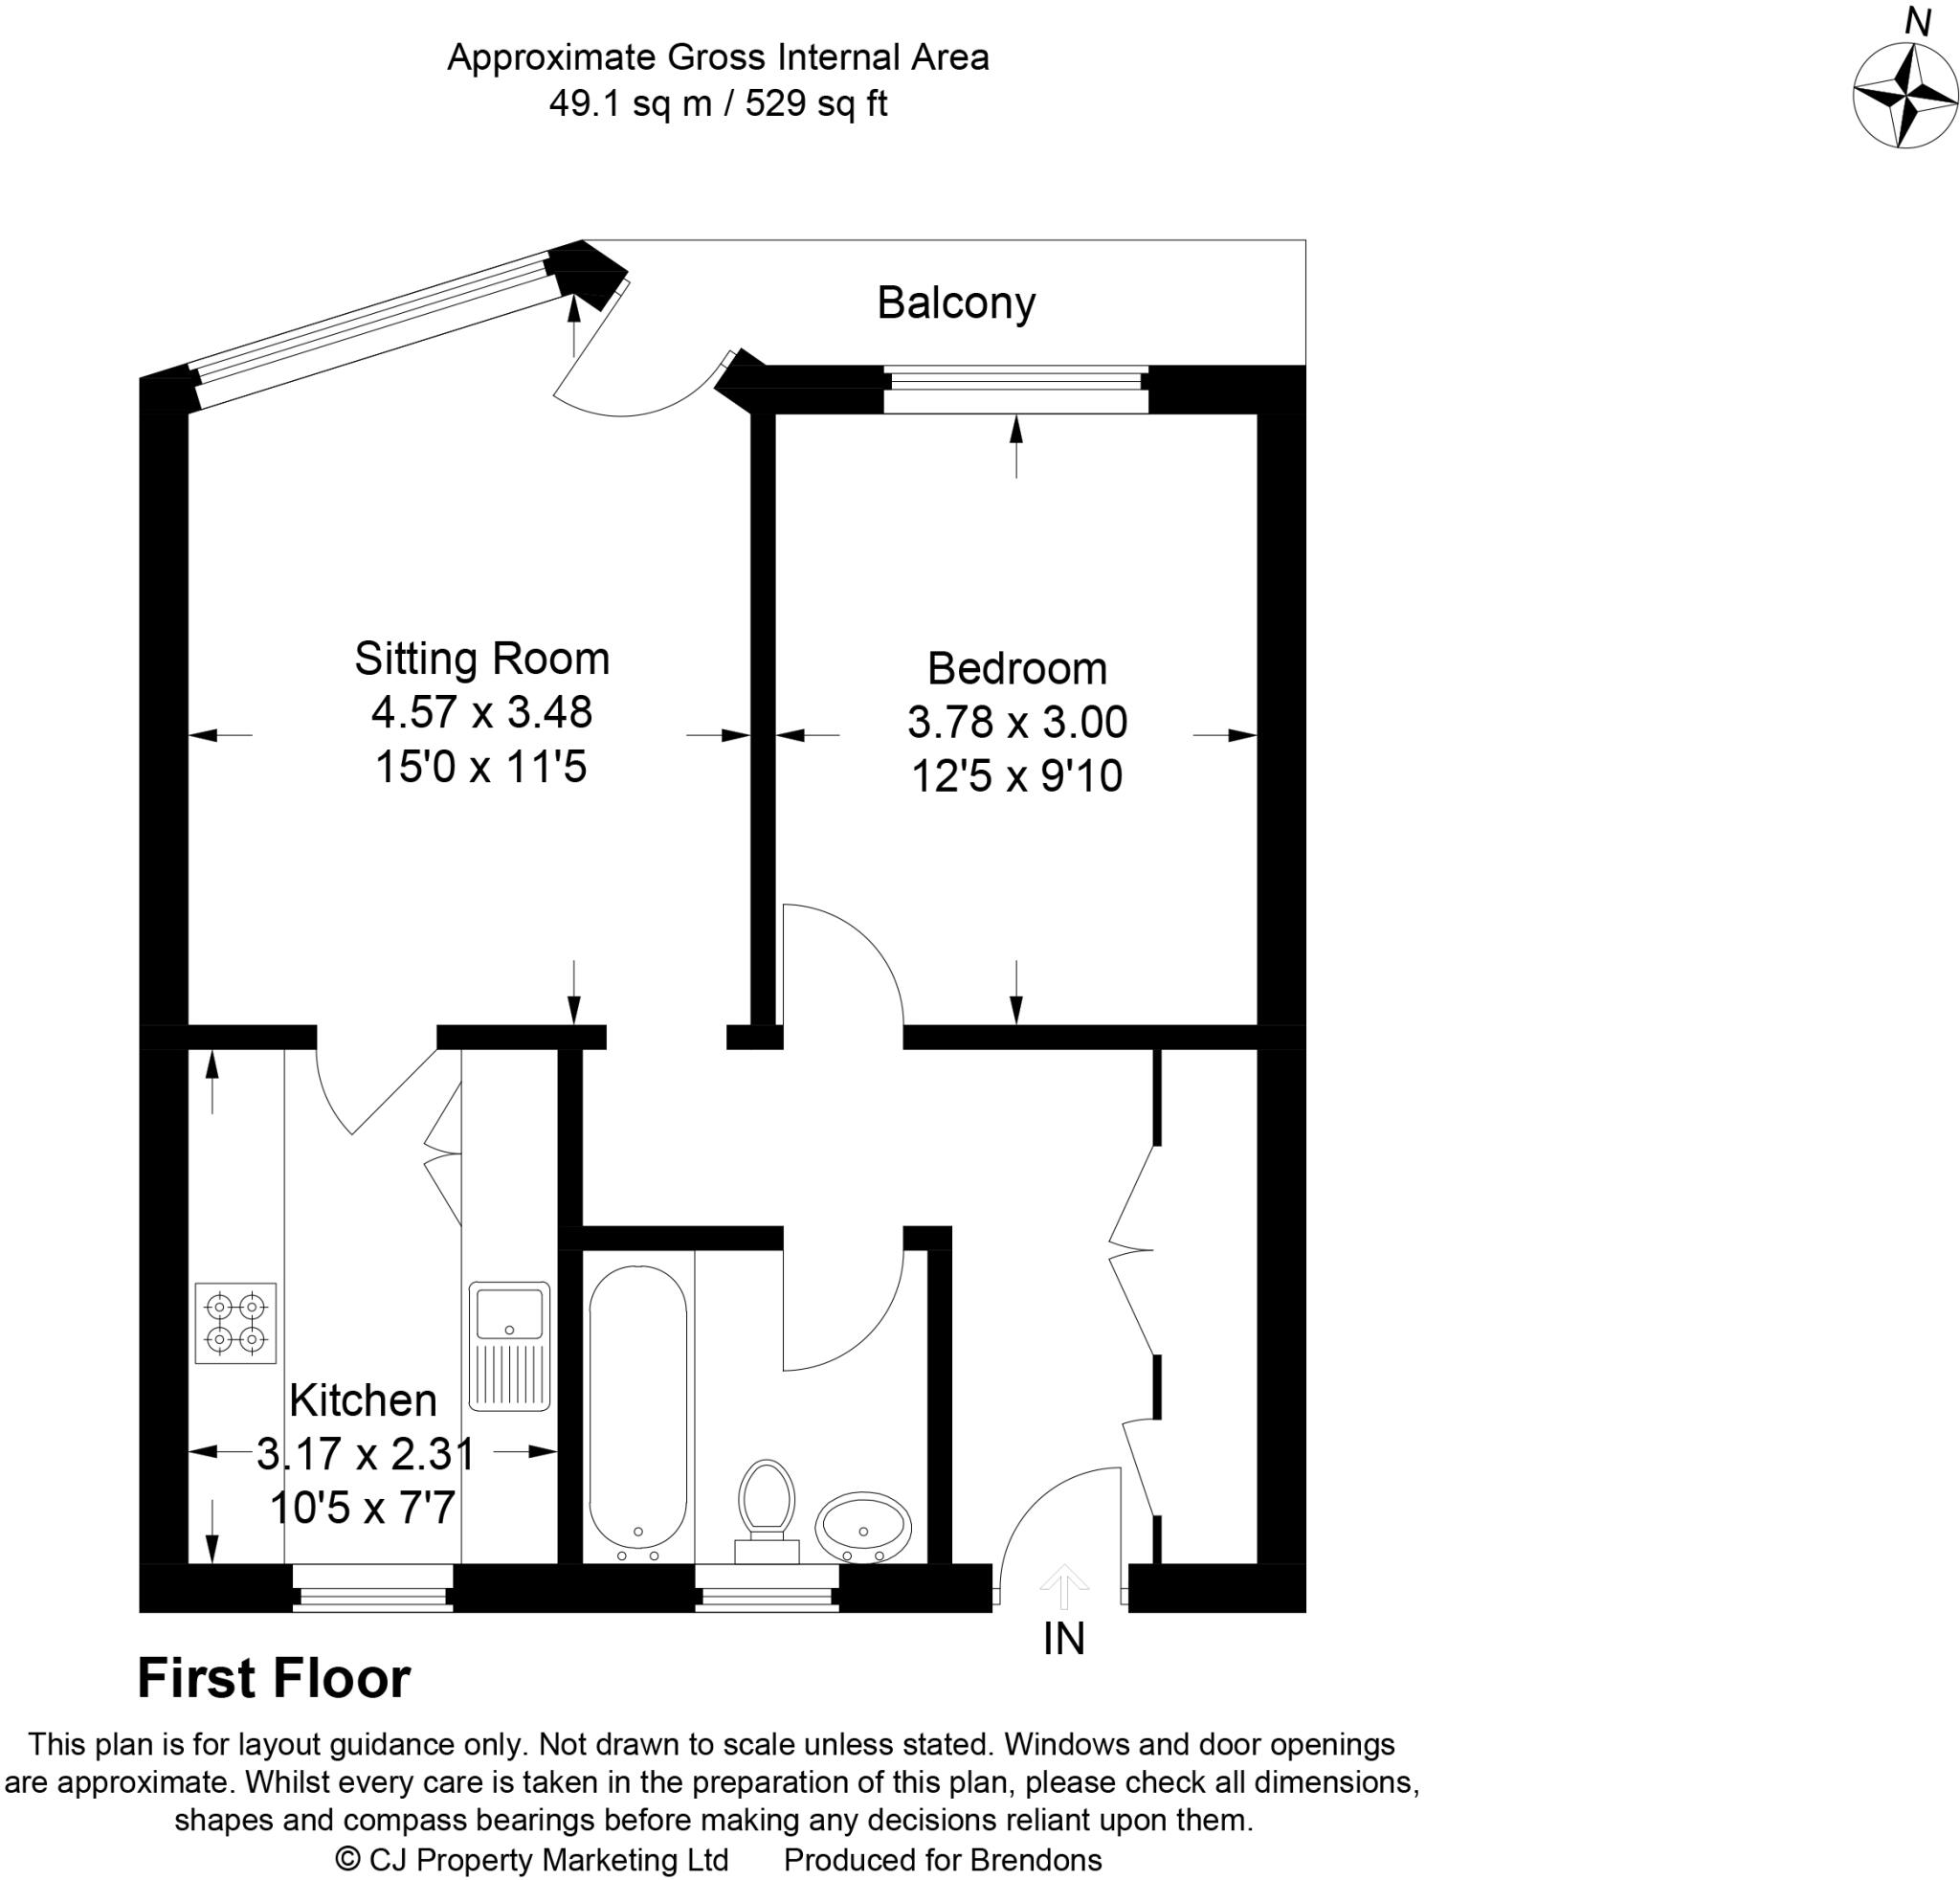 N
Approximate Gross Internal Area
49.1 sq m / 529 sq ft
Balcony
Sitting Room
4.57 x 3.48
15'0 x 11'5
Bedroom
3.78 x 3.00
12'5 x 9'10
Kitchen
3.17 x 2.31
10'5 x 7'7
IN
First Floor
This plan is for layout guidance only. Not drawn to scale unless stated. Windows and door openings
are approximate. Whilst every care is taken in the preparation of this plan, please check all dimensions,
shapes and compass bearings before making any decisions reliant upon them.
© CJ Property Marketing Ltd Produced for Brendons